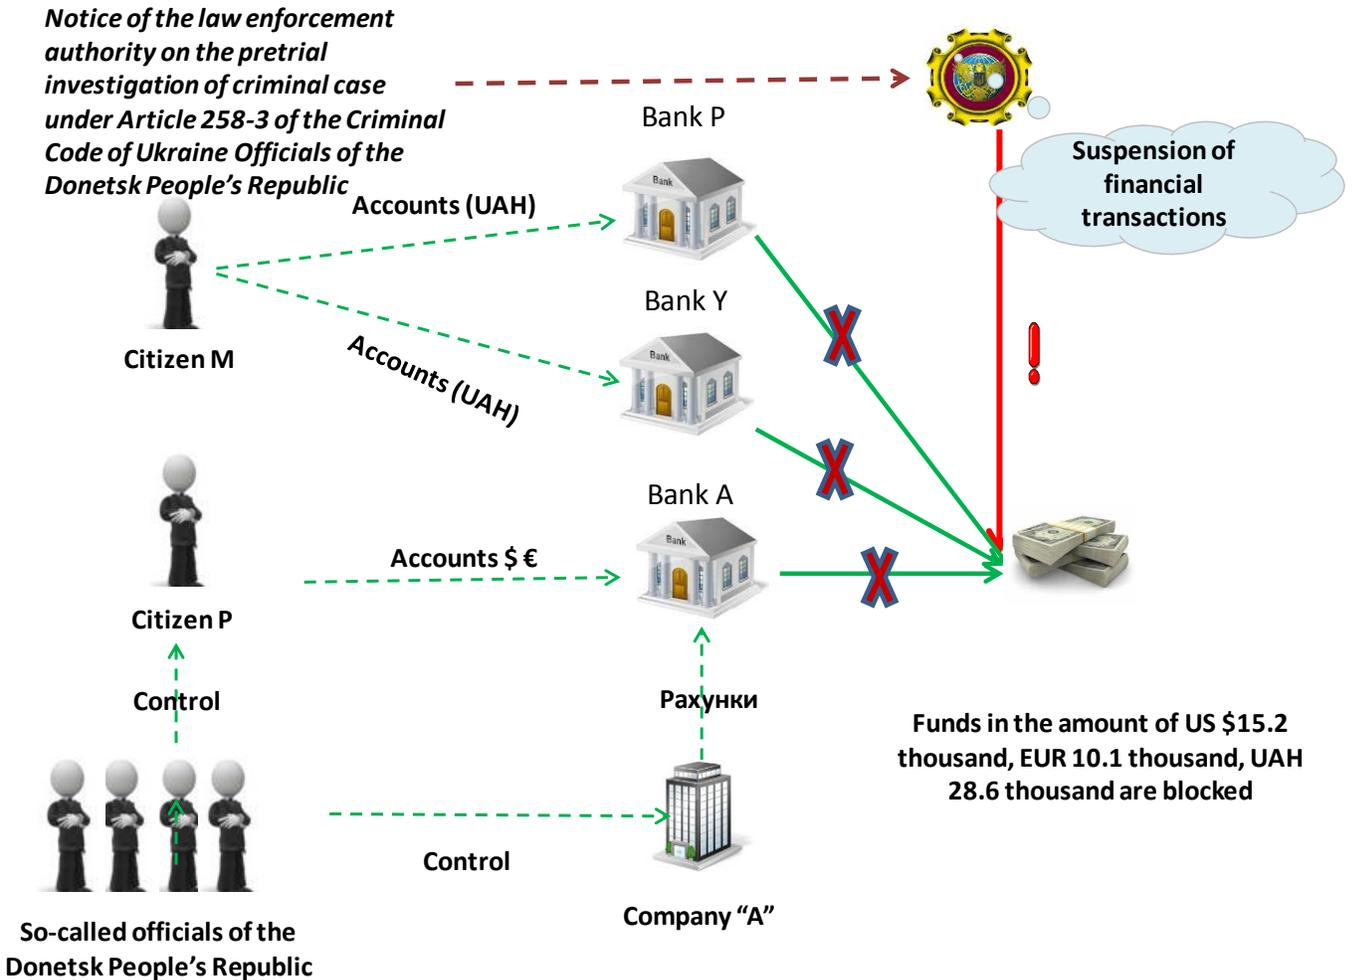 Notice of the law enforcement
authority on the pretrial
investigation of criminal case
under Article 258-3 of the Criminal
Code of Ukraine Officials of the
Donetsk People's Republic
Bank P
Suspension of
financial
transactions
Accounts (UAH)
Bank
Bank Y
Citizen M
Accounts (UAH)
Bank
Bank A
Accounts $ €
Bank
Citizen P
Control
Рахунки
Funds in the amount of US $15.2
thousand, EUR 10.1 thousand, UAH
28.6 thousand are blocked
Control
Company “A”
So-called officials of the
Donetsk People's Republic